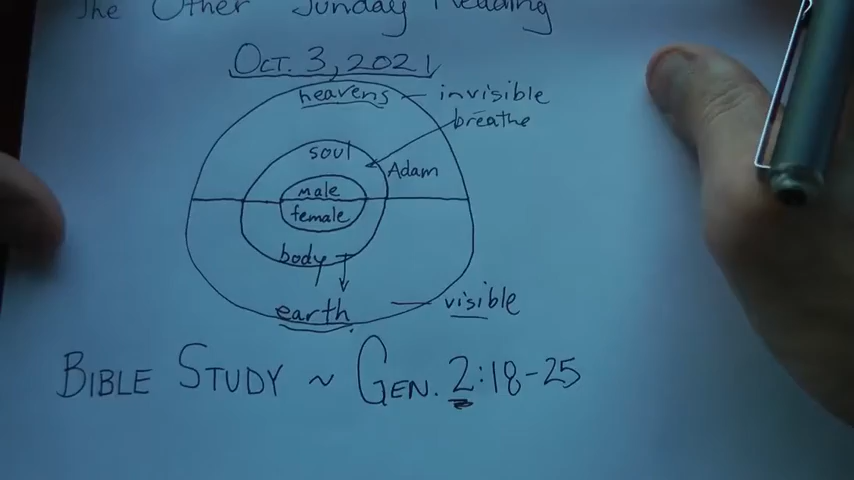 The Other Sunday Reading
Oct. 3, 2021
heavens — invisible
breathe
soul
Adam
male
female
body
earth — visible
Bible Study ~ Gen. 2:18-25